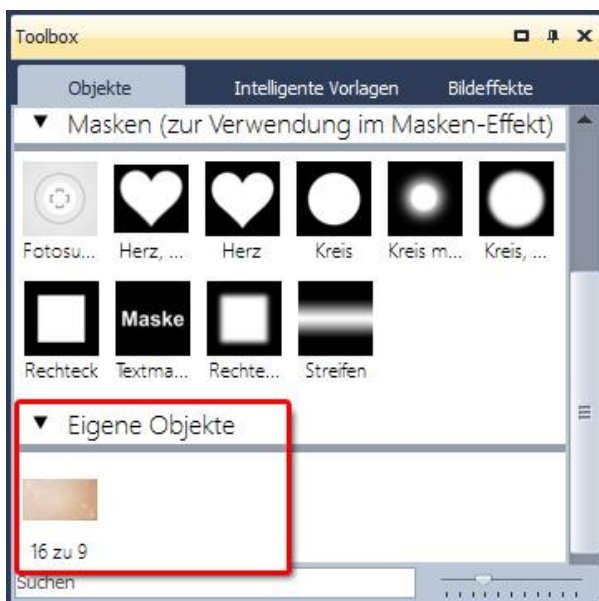 Toolbox
Objekte Intelligente Vorlagen Bildeffekte
Masken (zur Verwendung im Masken-Effekt)
Fotosu... Herz, ... Herz Kreis Kreis m... Kreis, ...
Maske
Rechteck Textma... Rechte... Streifen
Eigene Objekte
16 zu 9
Suchen